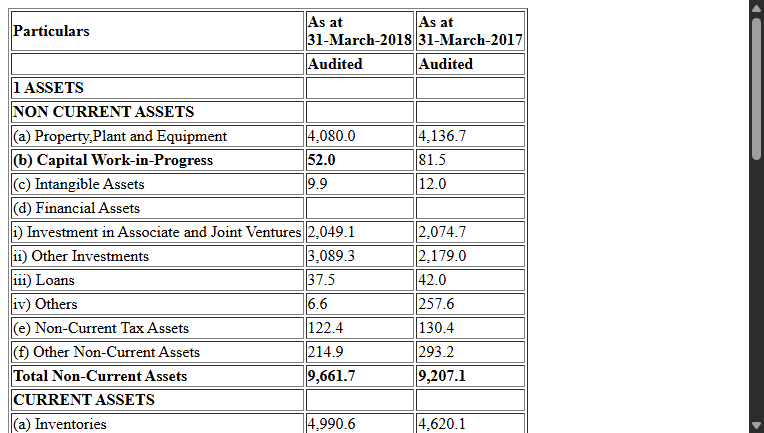 Particulars As at 31-March-2018 As at 31-March-2017
Audited Audited
1 ASSETS
NON CURRENT ASSETS
(a) Property,Plant and Equipment 4,080.0 4,136.7
(b) Capital Work-in-Progress 52.0 81.5
(c) Intangible Assets 9.9 12.0
(d) Financial Assets
i) Investment in Associate and Joint Ventures 2,049.1 2,074.7
ii) Other Investments 3,089.3 2,179.0
iii) Loans 37.5 42.0
iv) Others 6.6 257.6
(e) Non-Current Tax Assets 122.4 130.4
(f) Other Non-Current Assets 214.9 293.2
Total Non-Current Assets 9,661.7 9,207.1
CURRENT ASSETS
(a) Inventories 4,990.6 4,620.1